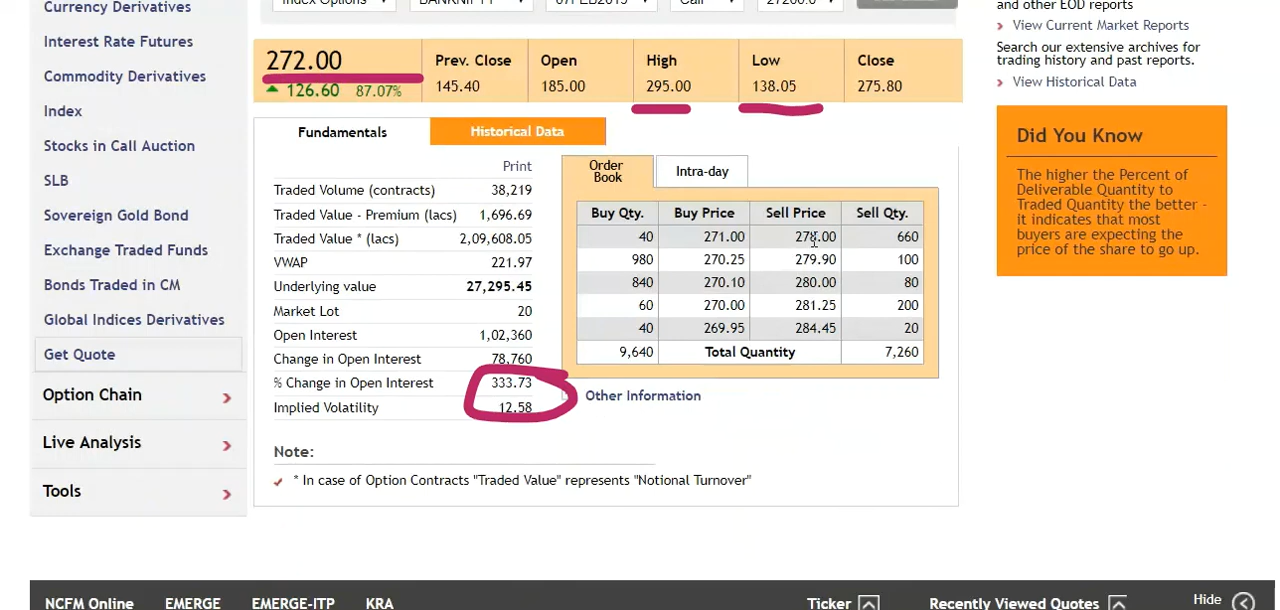 Currency Derivatives
Interest Rate Futures
Commodity Derivatives
Index
Stocks in Call Auction
SLB
Sovereign Gold Bond
Exchange Traded Funds
Bonds Traded in CM
Global Indices Derivatives
Get Quote
Option Chain
Live Analysis
Tools
Index Options
Call
272.00
126.60 87.07%
Prev. Close Open High Low Close
145.40 185.00 295.00 138.05 275.80
Fundamentals Historical Data
Print
Traded Volume (contracts) 38,219
Traded Value - Premium (lacs) 1,696.69
Traded Value * (lacs) 2,09,608.05
VWAP 221.97
Underlying value 27,295.45
Market Lot 20
Open Interest 1,02,360
Change in Open Interest 78,760
% Change in Open Interest 333.73
Implied Volatility 12.58
Order Book Intra-day
Buy Qty. Buy Price Sell Price Sell Qty.
40 271.00 660
980 270.25 279.90 100
840 270.10 280.00 80
60 270.00 281.25 200
40 269.95 284.45 20
9,640 Total Quantity 7,260
Other Information
Note:
* In case of Option Contracts "Traded Value" represents "Notional Turnover"
and other EOD reports
View Current Market Reports
Search our extensive archives for
trading history and past reports.
View Historical Data
Did You Know
The higher the Percent of
Deliverable Quantity to
Traded Quantity the better -
it indicates that most
buyers are expecting the
price of the share to go up.
NCFM Online EMERGE EMERGE-ITP KRA
Ticker Recently Viewed Quotes Hide